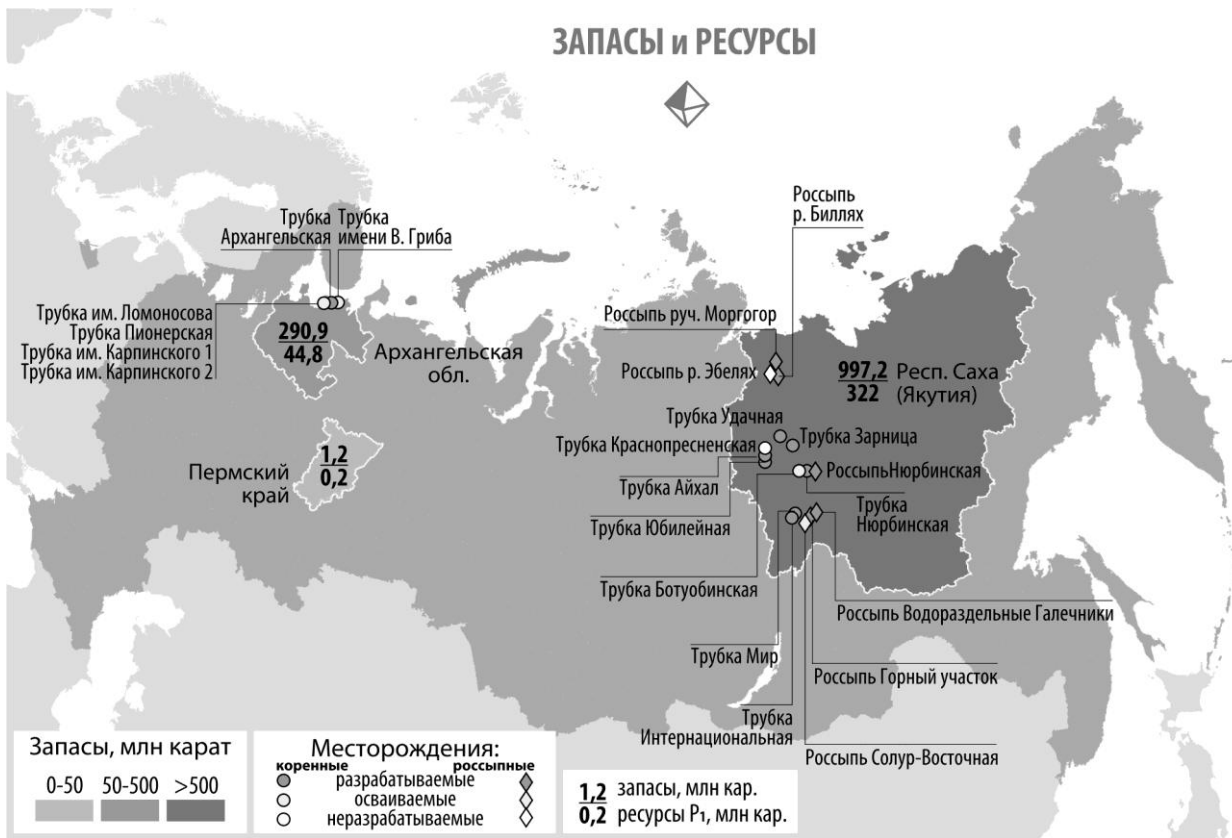 ЗАПАСЫ и РЕСУРСЫ
Россыпь
р. Биллях
Трубка
Архангельская
Трубка
имени В. Гриба
Трубка им. Ломоносова
Трубка Пионерская
Трубка им. Карпинского 1
Трубка им. Карпинского 2
290,9
44,8
Архангельская
обл.
Россыпь руч. Моргогор
Россыпь р. Эбелях
997,2
322
Респ. Саха
(Якутия)
Трубка Удачная
Трубка Краснопресненская
Трубка Зарница
Пермский
край
1,2
0,2
РоссыпьНюрбинская
Трубка Айхал
Трубка
Нюрбинская
Трубка Юбилейная
Трубка Ботуобинская
Россыпь Водораздельные Галечники
Трубка Мир
Россыпь Горный участок
Трубка
Интернациональная
Россыпь Солур-Восточная
Запасы, млн карат
0-50 50-500 >500
Месторождения:
коренные россыпные
разрабатываемые
осваиваемые
неразрабатываемые
1,2 запасы, млн кар.
0,2 ресурсы P₁, млн кар.